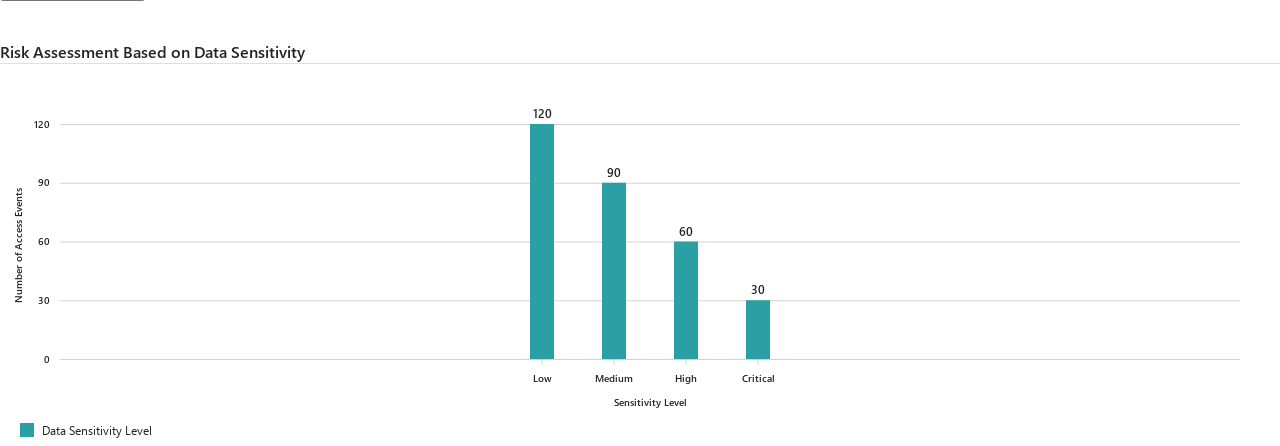 Risk Assessment Based on Data Sensitivity
120
90
60
30
120
90
60
30
0
Number of Access Events
Low
Medium
High
Critical
Sensitivity Level
Data Sensitivity Level